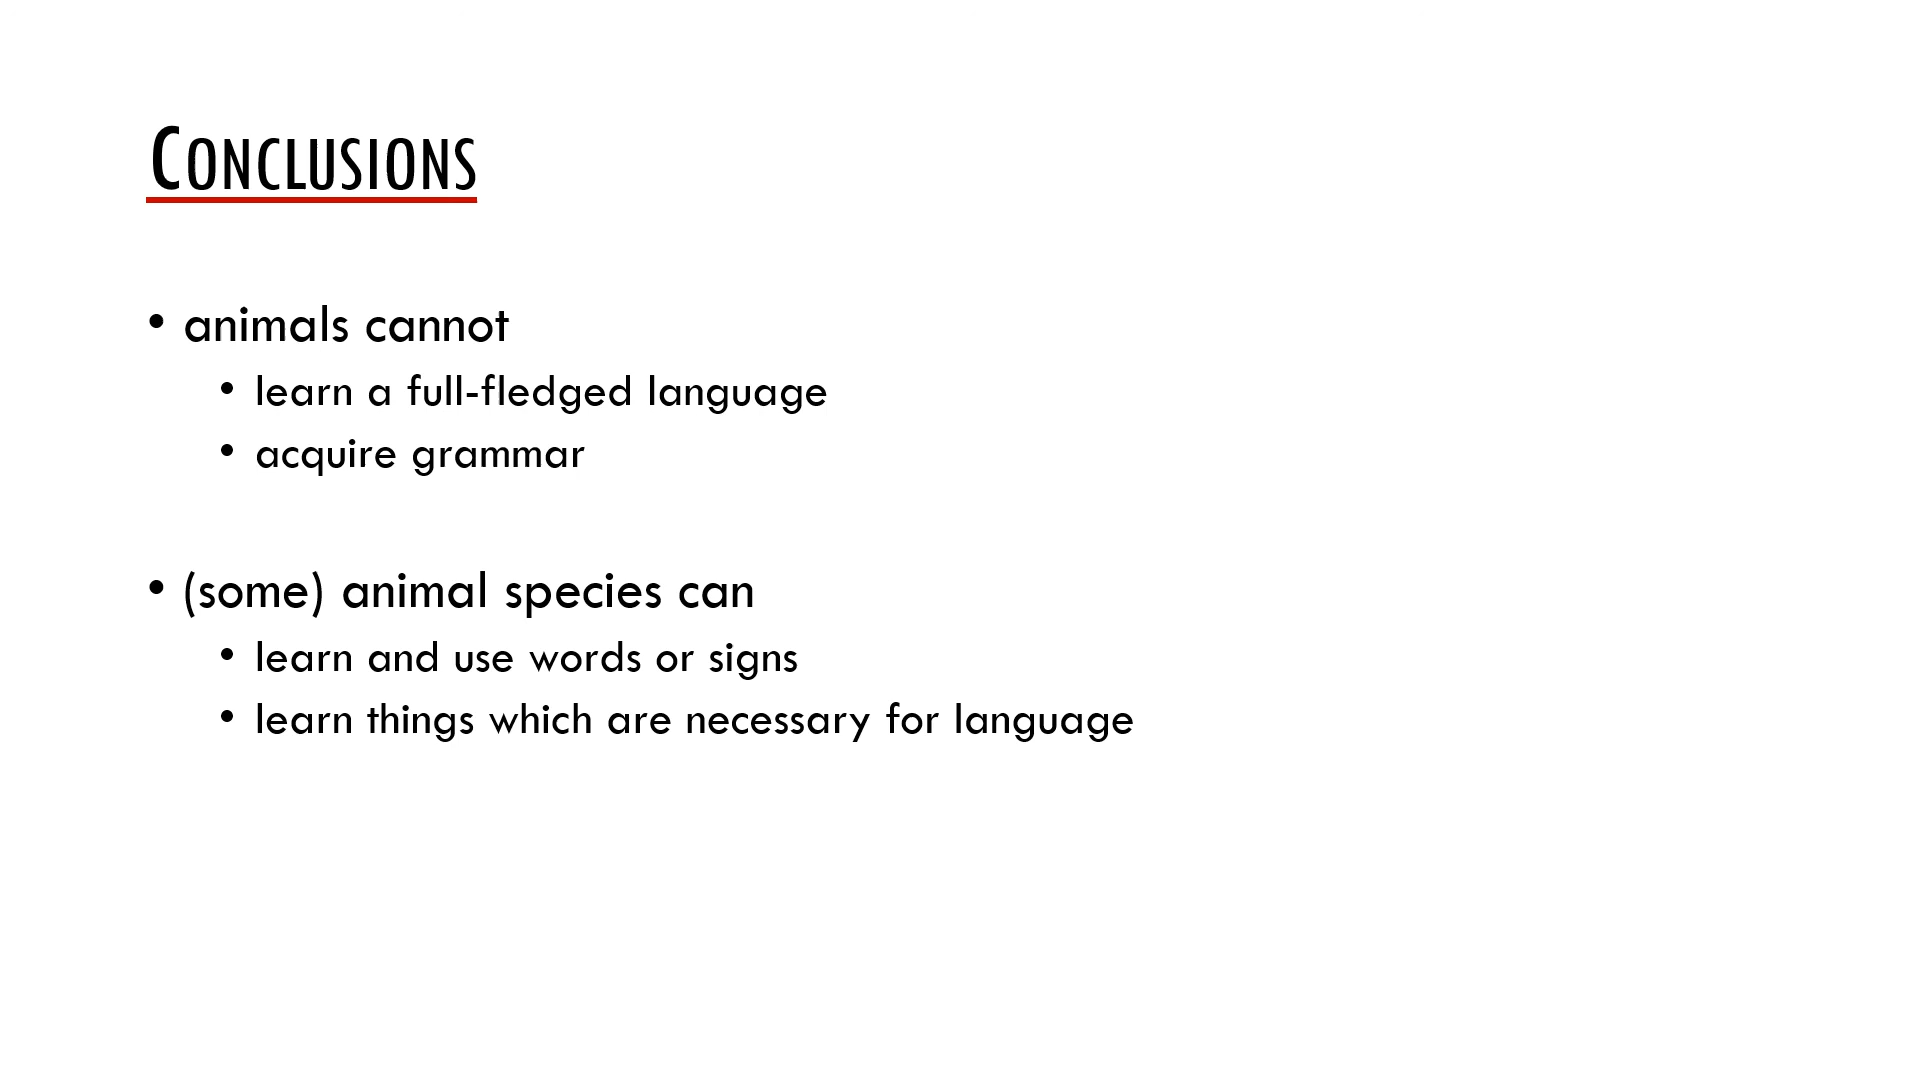 CONCLUSIONS
• animals cannot
• learn a full-fledged language
• acquire grammar
• (some) animal species can
• learn and use words or signs
• learn things which are necessary for language